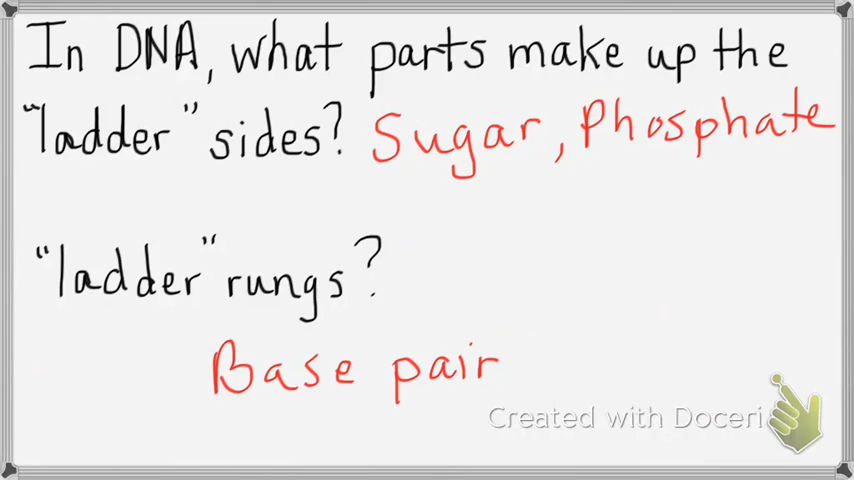 In DNA, what parts make up the
"ladder" sides? Sugar, Phosphate
"ladder" rungs?
Base pair
Created with Doceri